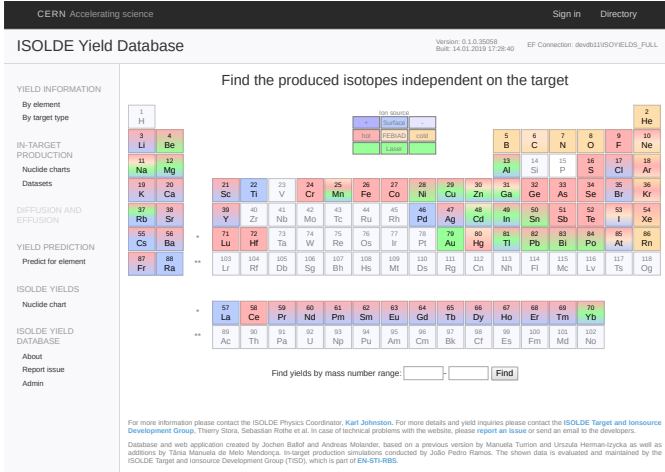 CERN Accelerating science Sign in Directory
ISOLDE Yield Database
Version: 0.1.0.35058
Built: 14.01.2019 17:28:40
EF Connection: devdb11\ISOYIELDS_FULL
YIELD INFORMATION
By element
By target type
IN-TARGET
PRODUCTION
Nuclide charts
Datasets
DIFFUSION AND
EFFUSION
YIELD PREDICTION
Predict for element
ISOLDE YIELDS
Nuclide chart
ISOLDE YIELD
DATABASE
About
Report issue
Admin
Find the produced isotopes independent on the target
Ion source
+ Surface -
hot FEBIAD cold
Laser
1 2
H He
3 4 5 6 7 8 9 10
Li Be B C N O F Ne
11 12 13 14 15 16 17 18
Na Mg Al Si P S Cl Ar
19 20 21 22 23 24 25 26 27 28 29 30 31 32 33 34 35 36
K Ca Sc Ti V Cr Mn Fe Co Ni Cu Zn Ga Ge As Se Br Kr
37 38 39 40 41 42 43 44 45 46 47 48 49 50 51 52 53 54
Rb Sr Y Zr Nb Mo Tc Ru Rh Pd Ag Cd In Sn Sb Te I Xe
55 56 * 71 72 73 74 75 76 77 78 79 80 81 82 83 84 85 86
Cs Ba Lu Hf Ta W Re Os Ir Pt Au Hg Tl Pb Bi Po At Rn
87 88 ** 103 104 105 106 107 108 109 110 111 112 113 114 115 116 117 118
Fr Ra Lr Rf Db Sg Bh Hs Mt Ds Rg Cn Nh Fl Mc Lv Ts Og
* 57 58 59 60 61 62 63 64 65 66 67 68 69 70
La Ce Pr Nd Pm Sm Eu Gd Tb Dy Ho Er Tm Yb
** 89 90 91 92 93 94 95 96 97 98 99 100 101 102
Ac Th Pa U Np Pu Am Cm Bk Cf Es Fm Md No
Find yields by mass number range: - Find
For more information please contact the ISOLDE Physics Coordinator, Karl Johnston. For more details and yield inquiries please contact the ISOLDE Target and Ionsource
Development Group, Thierry Stora, Sebastian Rothe et al. In case of technical problems with the website, please report an issue or send an email to the developers.
Database and web application created by Jochen Ballof and Andreas Molander, based on a previous version by Manuela Turrion and Urszula Herman-Izycka as well as
additions by Tânia Manuela de Melo Mendonça. In-target production simulations conducted by João Pedro Ramos. The shown data is evaluated and maintained by the
ISOLDE Target and Ionsource Development Group (TISD), which is part of EN-STI-RBS.